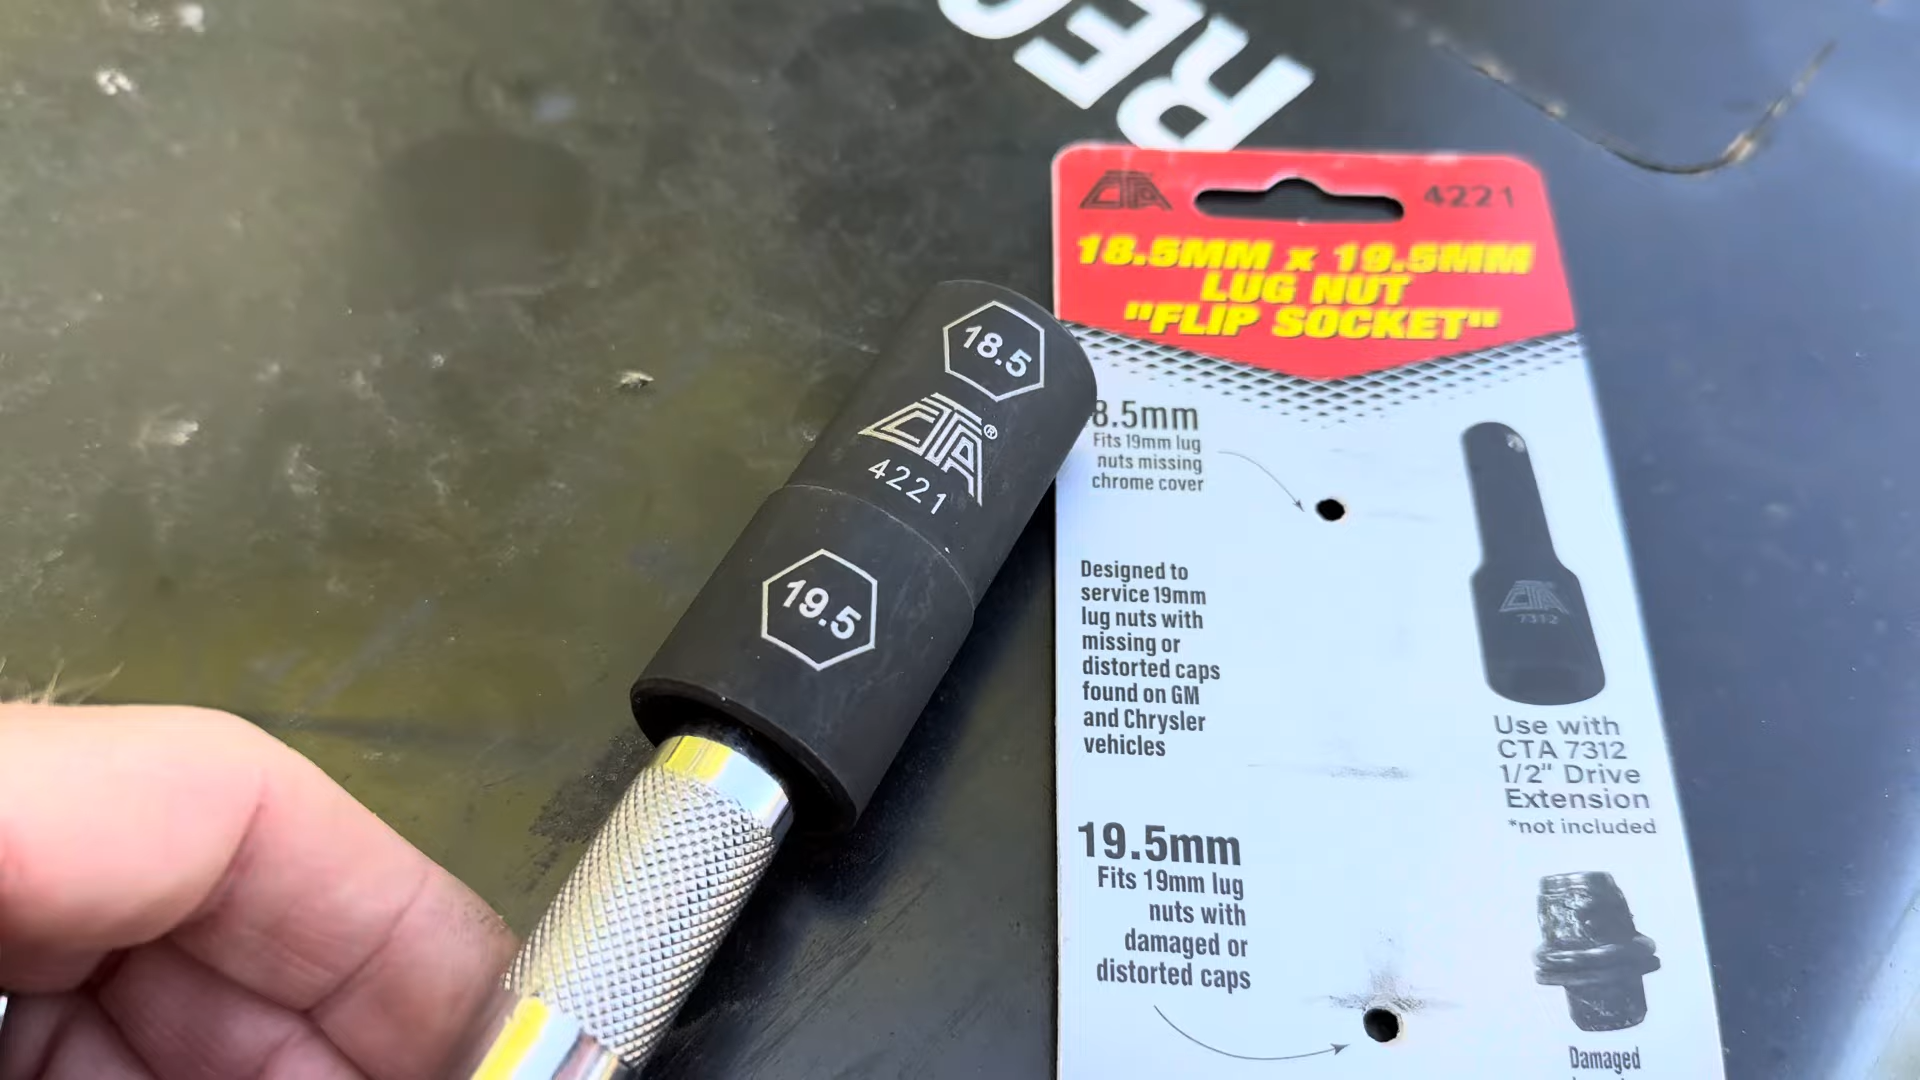 REC
18.5
CTA®
4221
19.5
CTA
4221
18.5MM x 19.5MM
LUG NUT
"FLIP SOCKET"
8.5mm
Fits 19mm lug
nuts missing
chrome cover
Designed to
service 19mm
lug nuts with
missing or
distorted caps
found on GM
and Chrysler
vehicles
19.5mm
Fits 19mm lug
nuts with
damaged or
distorted caps
CTA
7312
Use with
CTA 7312
1/2" Drive
Extension
*not included
Damaged